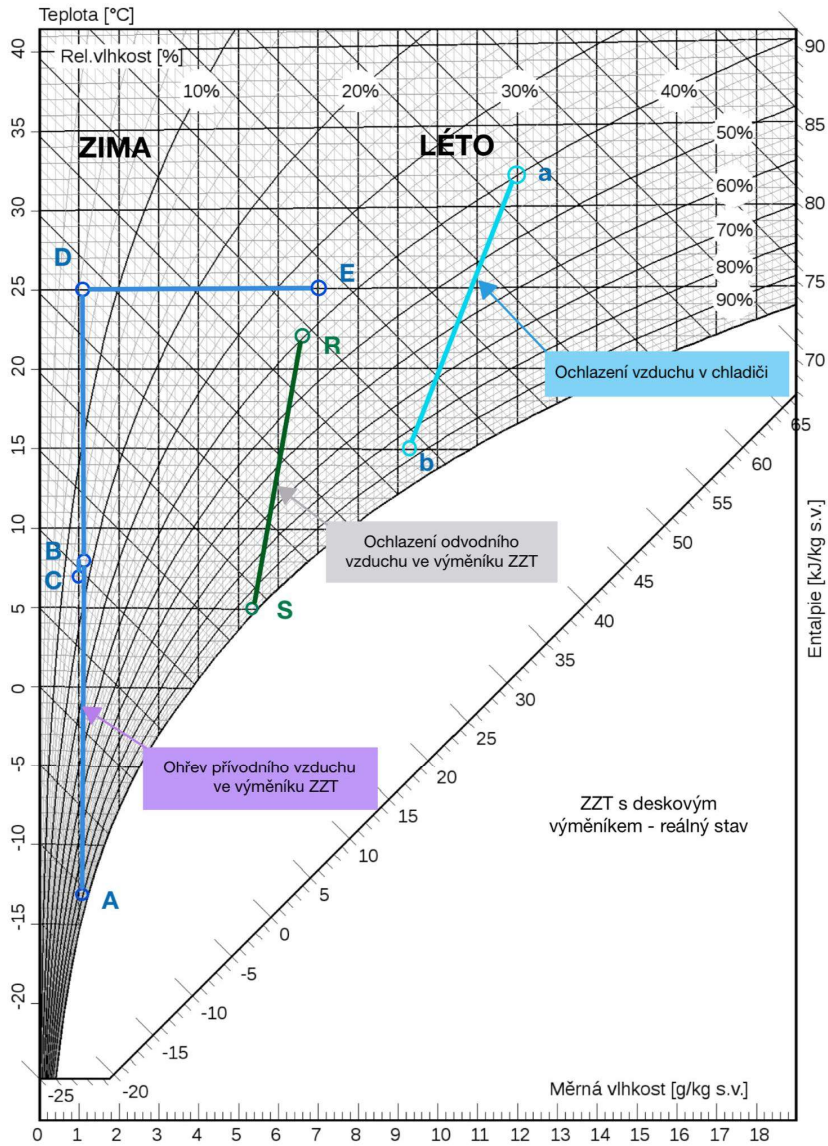 Teplota [°C]
40
Rel.vlhkost [%]
90
10%
20%
30%
40%
35
ZIMA
LÉTO
50%
85
a
60%
30
80
70%
D
E
80%
25
75
90%
R
20
Ochlazení vzduchu v chladiči
70
15
b
65
60
10
Ochlazení odvodního
vzduchu ve výměníku ZZT
55
B
50
C
45
5
S
40
Entalpie [kJ/kg s.v.]
35
0
30
25
-5
Ohřev přívodního vzduchu
ve výměníku ZZT
20
15
ZZT s deskovým
výměníkem - reálný stav
-10
10
A
5
-15
0
-5
-20
-10
-15
-25
-20
Měrná vlhkost [g/kg s.v.]
0 1 2 3 4 5 6 7 8 9 10 11 12 13 14 15 16 17 18